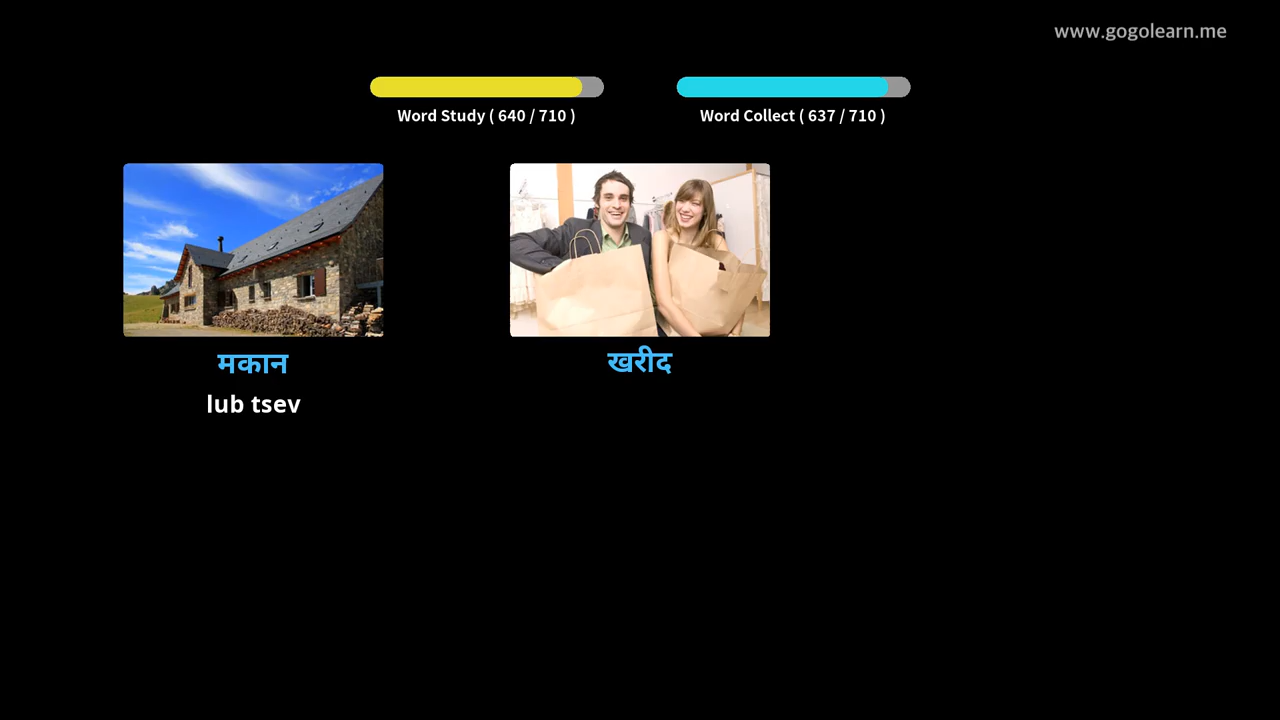 www.gogolearn.me
Word Study ( 640 / 710 )
Word Collect ( 637 / 710 )
मकान
lub tsev
खरीद